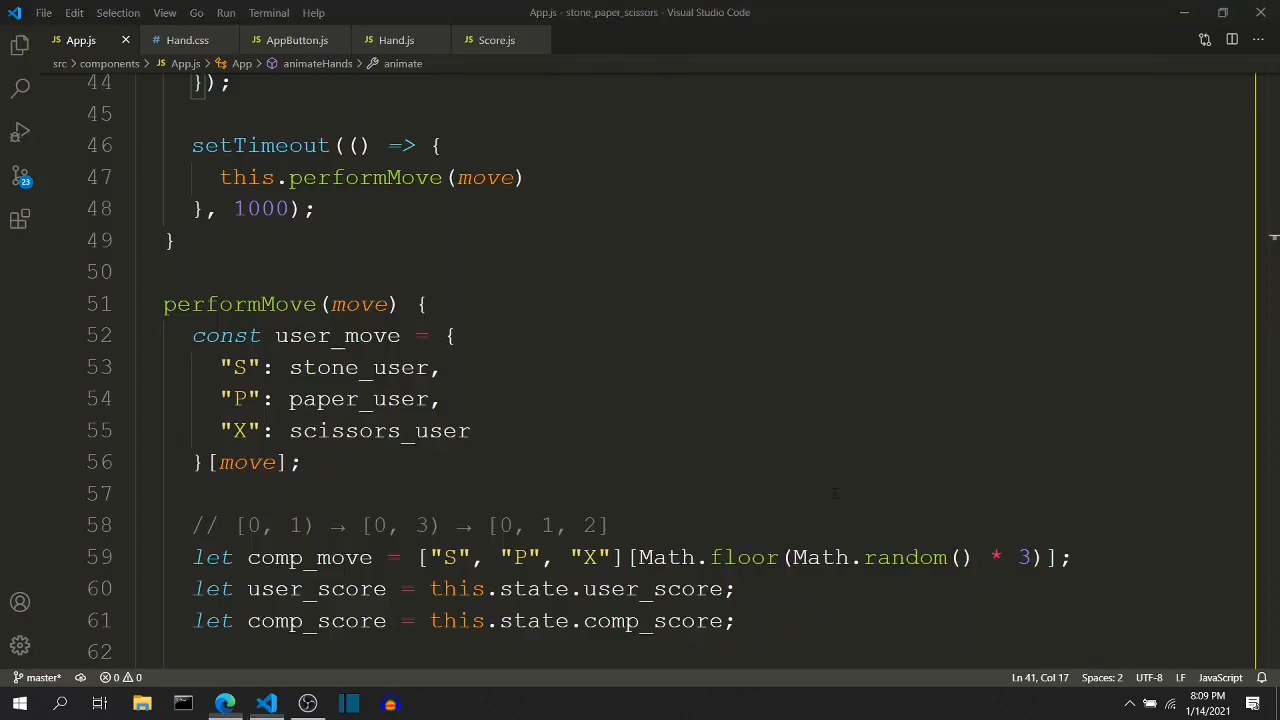 File Edit Selection View Go Run Terminal Help App.js - stone_paper_scissors - Visual Studio Code
App.js # Hand.css AppButton.js Hand.js Score.js
src > components > App.js > App > animateHands > animate
44 });
45
46 setTimeout(() => {
47 this.performMove(move)
48 }, 1000);
49 }
50
51 performMove(move) {
52 const user_move = {
53 "S": stone_user,
54 "P": paper_user,
55 "X": scissors_user
56 }[move];
57
58 // [0, 1) → [0, 3) → [0, 1, 2]
59 let comp_move = ["S", "P", "X"][Math.floor(Math.random() * 3)];
60 let user_score = this.state.user_score;
61 let comp_score = this.state.comp_score;
62
23
master* 0 0 Ln 41, Col 17 Spaces: 2 UTF-8 LF JavaScript
8:09 PM
1/14/2021